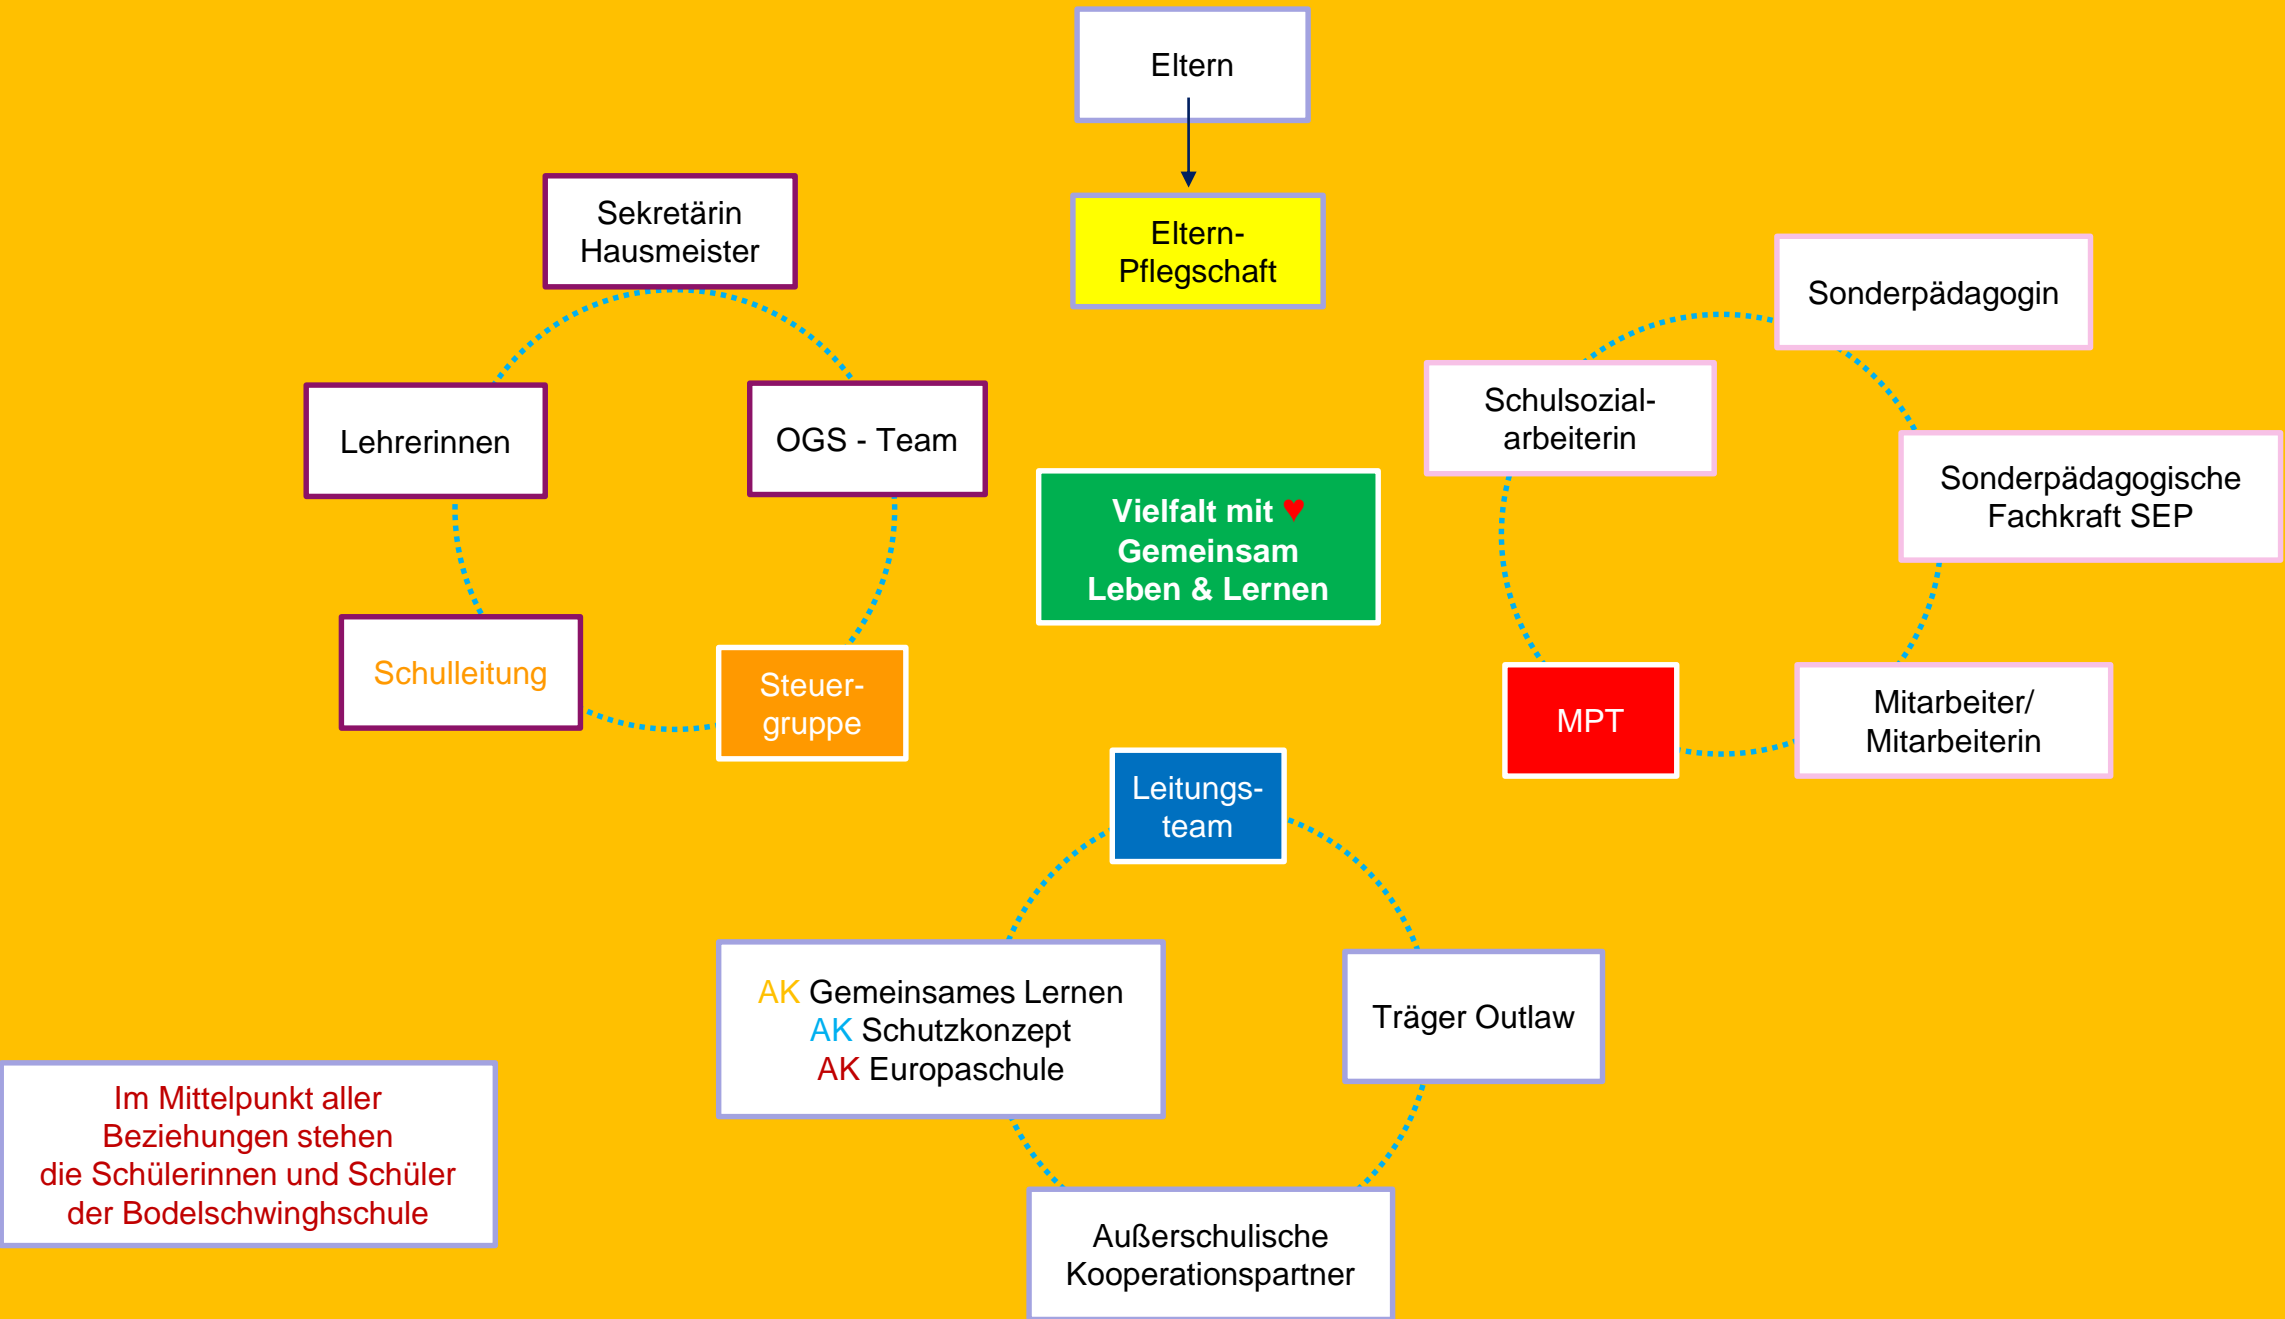 Eltern
Eltern-
Pflegschaft
Sekretärin
Hausmeister
Lehrerinnen
OGS - Team
Schulleitung
Steuer-
gruppe
Vielfalt mit ♥
Gemeinsam
Leben & Lernen
Sonderpädagogin
Schulsozial-
arbeiterin
Sonderpädagogische
Fachkraft SEP
MPT
Mitarbeiter/
Mitarbeiterin
Leitungs-
team
AK Gemeinsames Lernen
AK Schutzkonzept
AK Europaschule
Träger Outlaw
Außerschulische
Kooperationspartner
Im Mittelpunkt aller
Beziehungen stehen
die Schülerinnen und Schüler
der Bodelschwinghschule